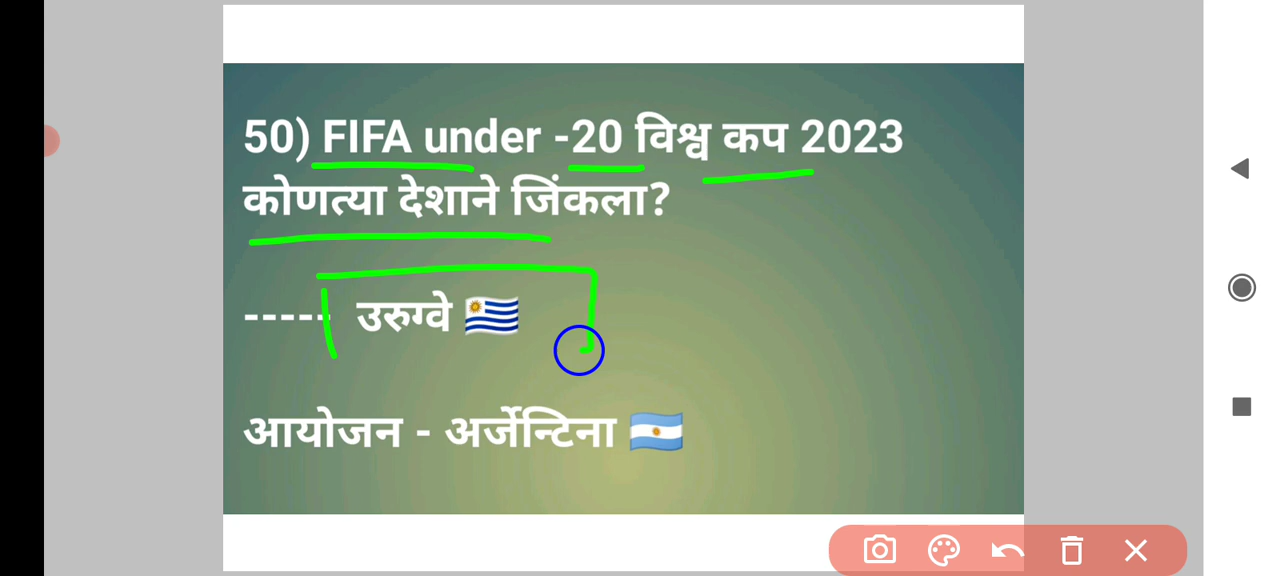 50) FIFA under -20 विश्व कप 2023
कोणत्या देशाने जिंकला?
----- उरुग्वे 🇺🇾
आयोजन - अर्जेन्टिना 🇦🇷